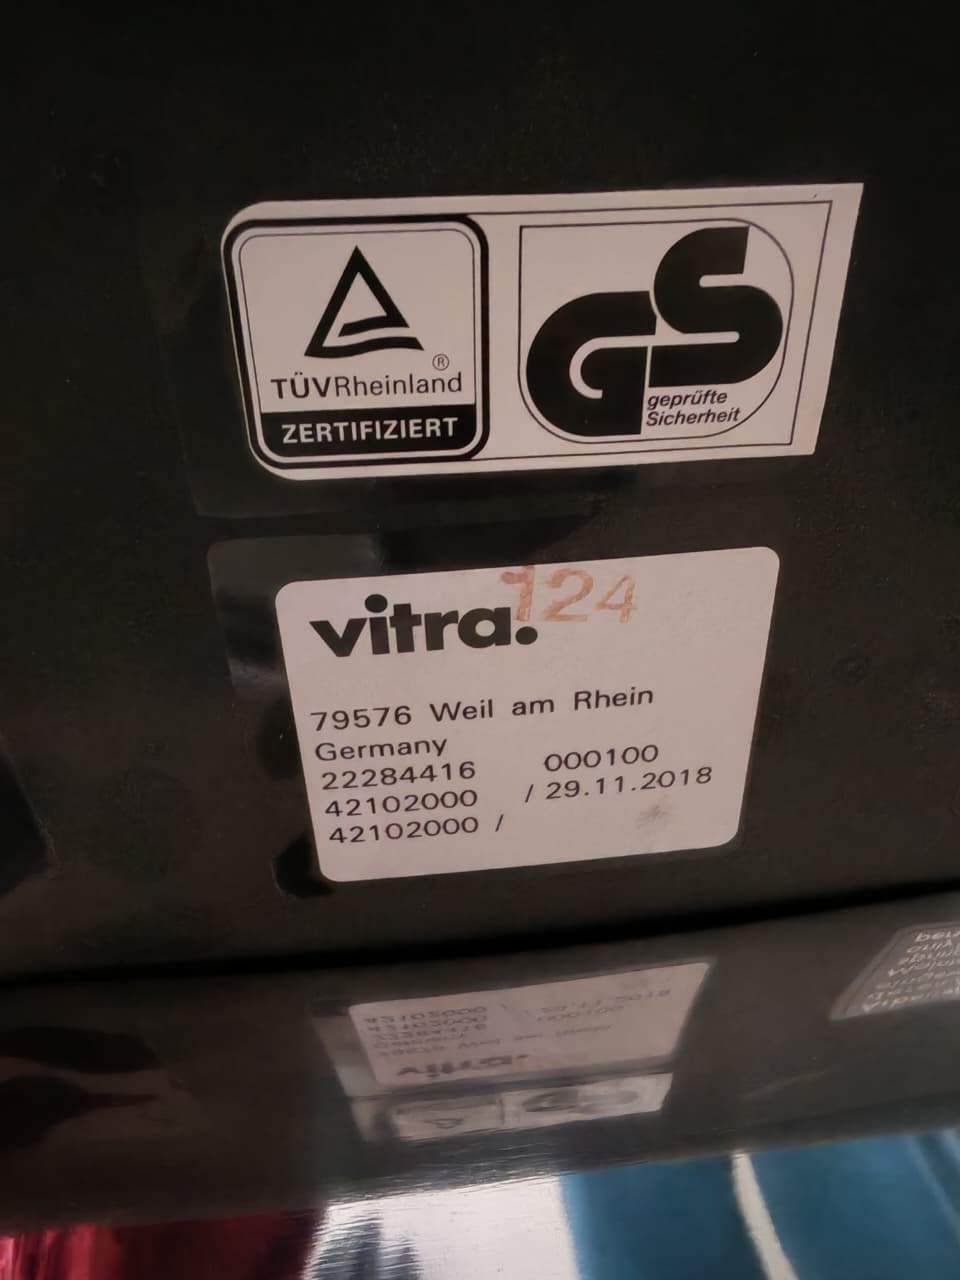 TÜVRheinland®
ZERTIFIZIERT
GS
geprüfte
Sicherheit
124
vitra.
79576 Weil am Rhein
Germany
22284416 000100
42102000 / 29.11.2018
42102000 /